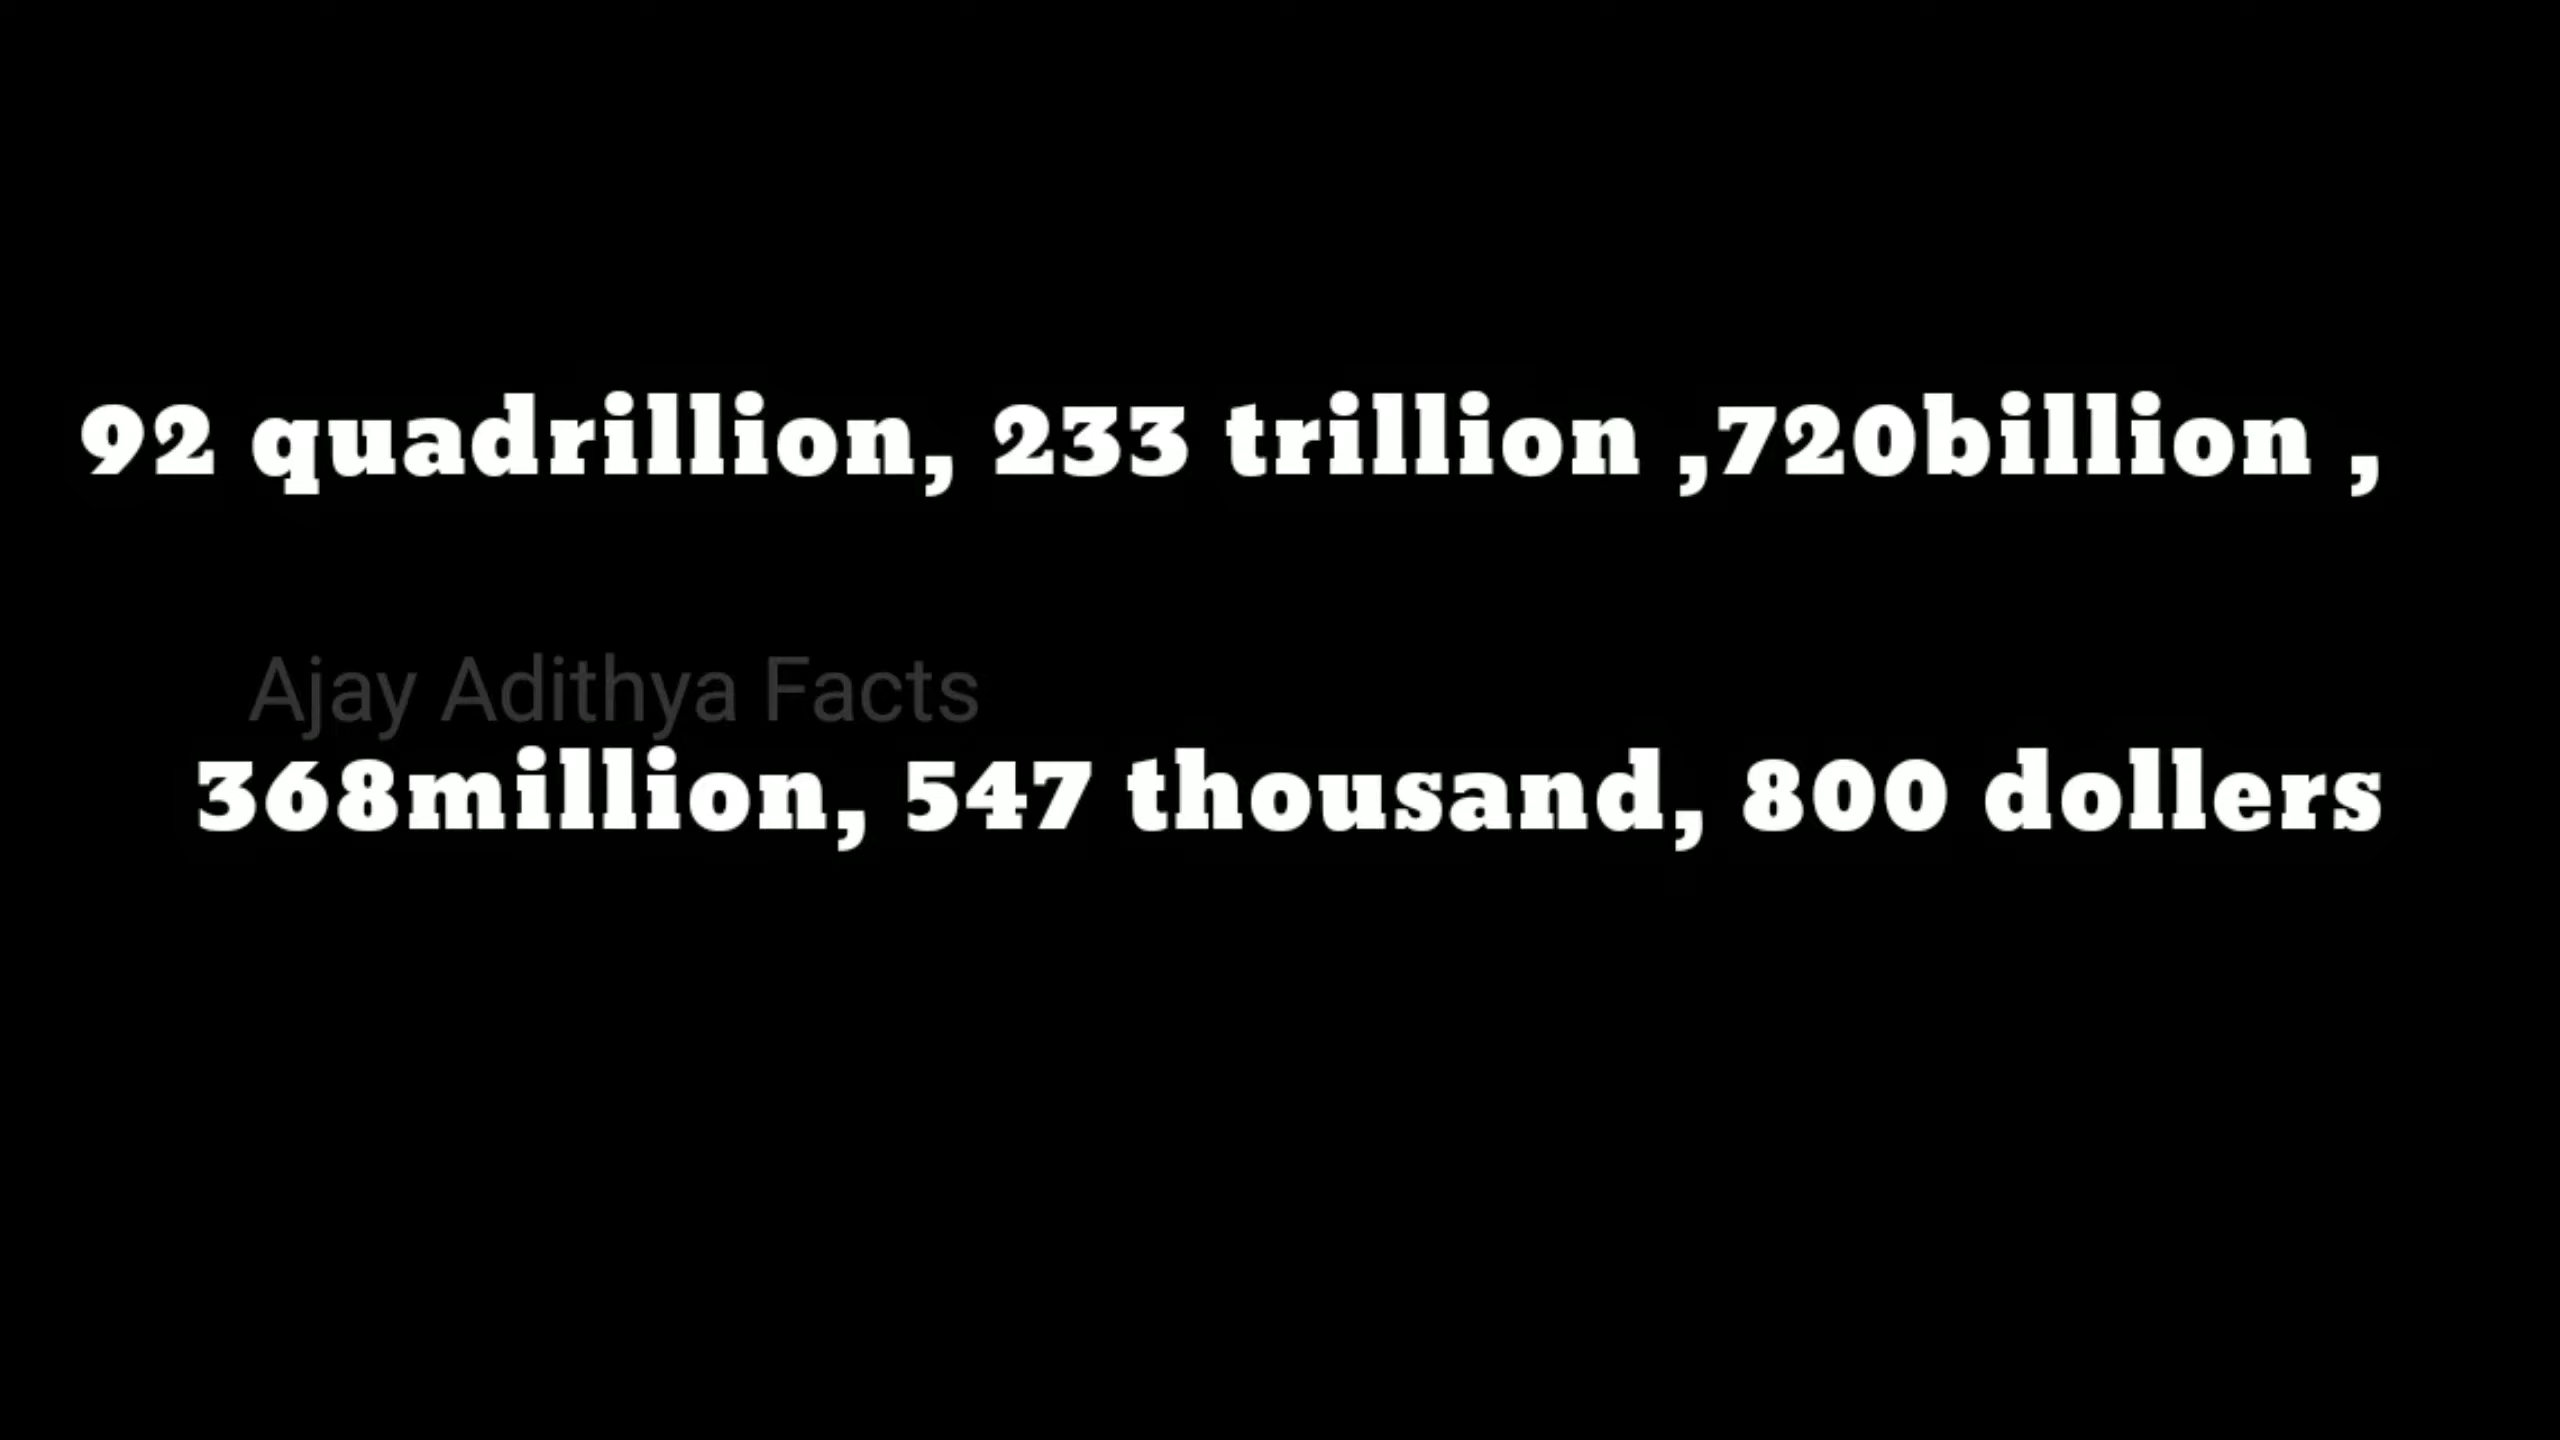 92 quadrillion, 233 trillion ,720billion ,
Ajay Adithya Facts
368million, 547 thousand, 800 dollers